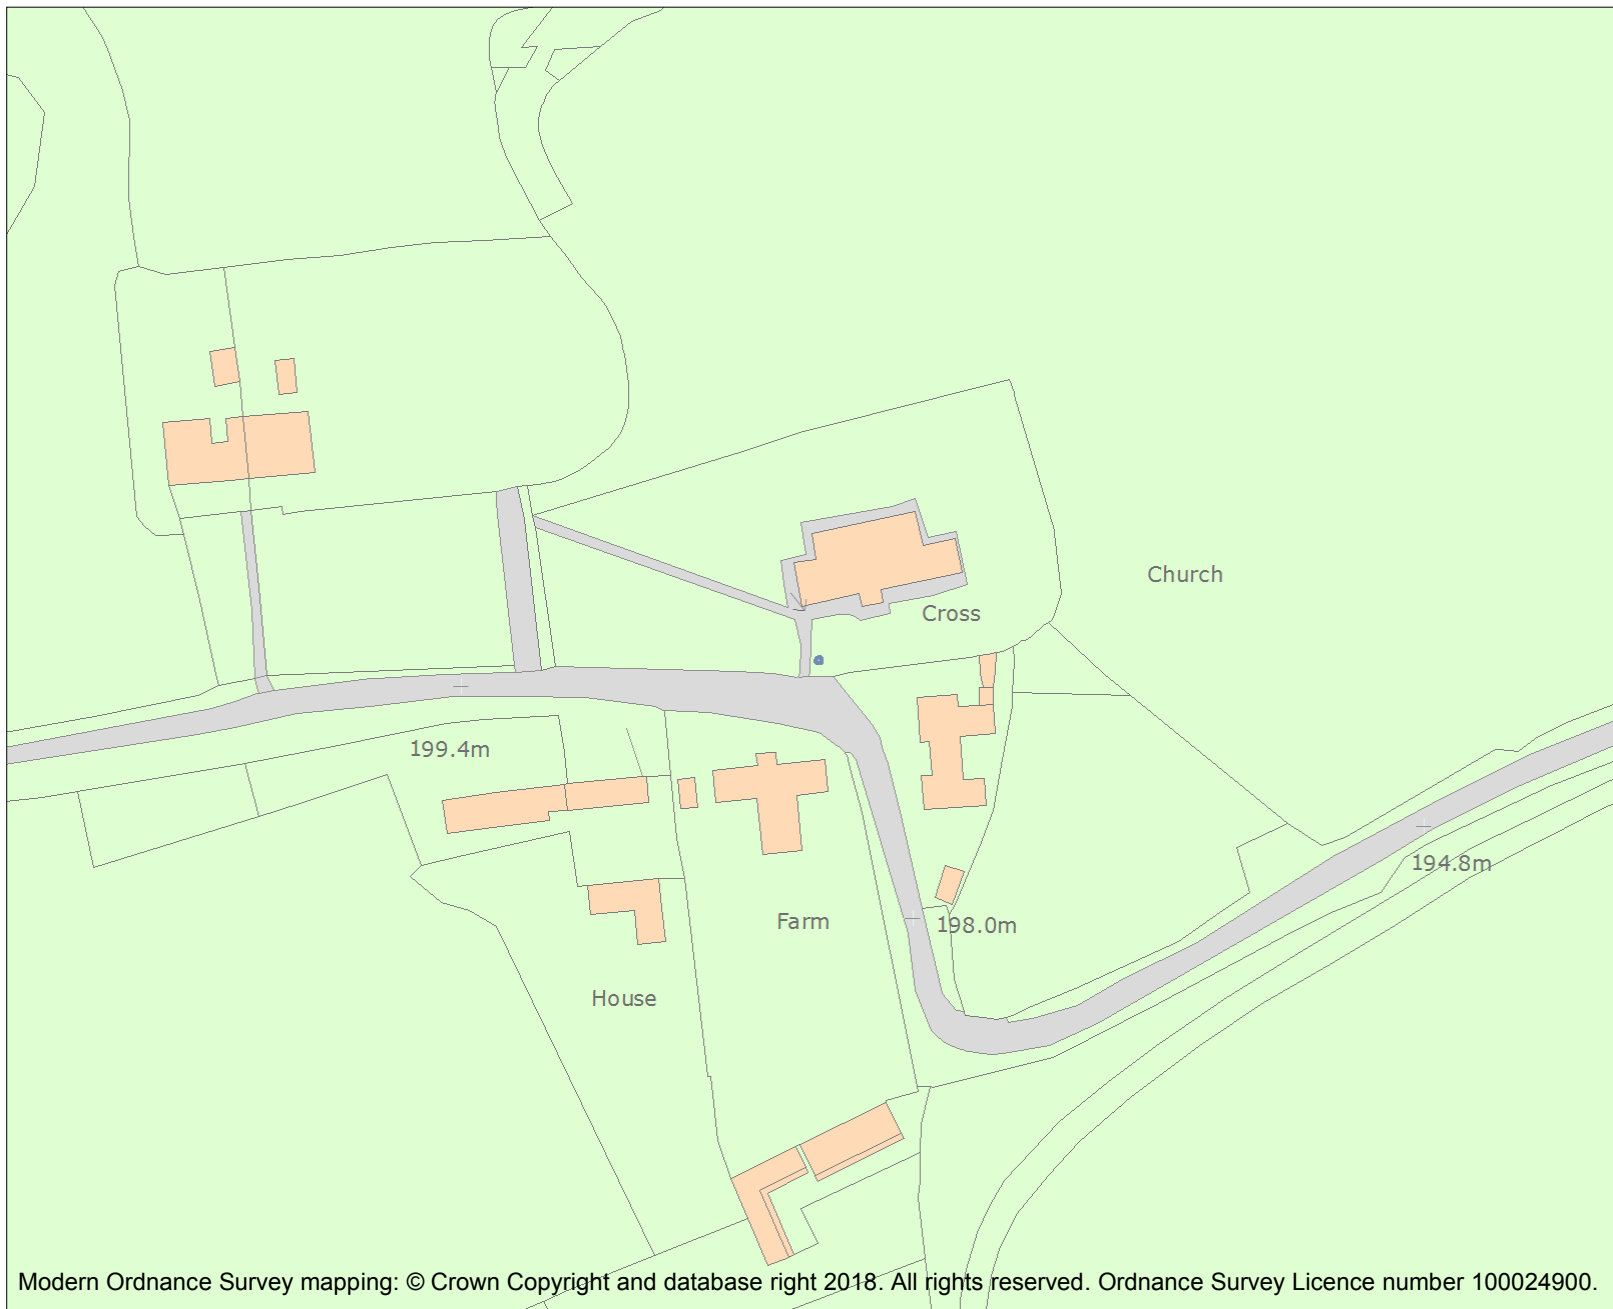 Church
Cross
199.4m
194.8m
Farm
198.0m
House
Modern Ordnance Survey mapping: © Crown Copyright and database right 2018. All rights reserved. Ordnance Survey Licence number 100024900.